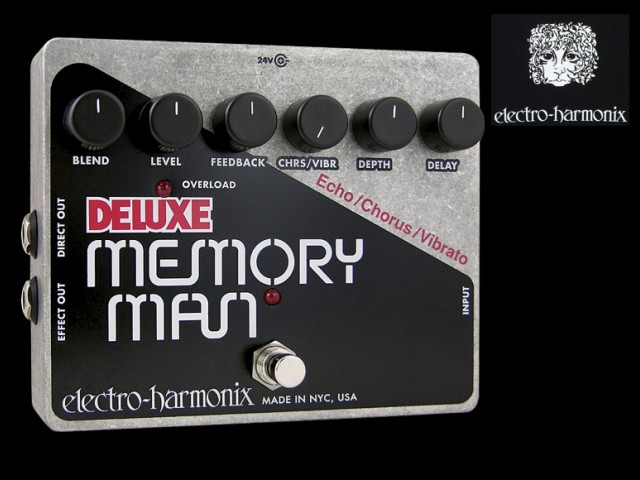 24V
electro-harmonix
BLEND LEVEL FEEDBACK CHRS/VIBR DEPTH DELAY
OVERLOAD
DIRECT OUT
DELUXE
Echo/Chorus/Vibrato
MEMORY
MAN
EFFECT OUT
INPUT
electro-harmonix MADE IN NYC, USA